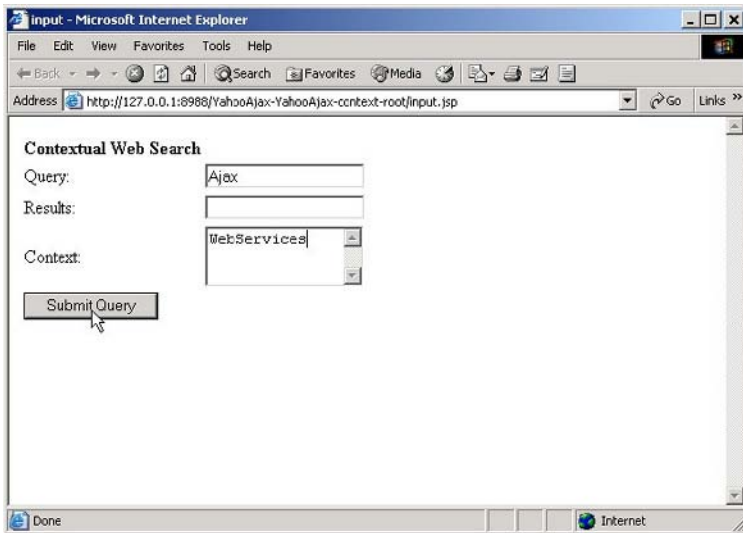 input - Microsoft Internet Explorer
File Edit View Favorites Tools Help
Back Search Favorites Media
Address http://127.0.0.1:8988/YahooAjax-YahooAjax-context-root/input.jsp Go Links »
Contextual Web Search
Query: Ajax
Results:
WebServices
Context:
Submit Query
Done Internet